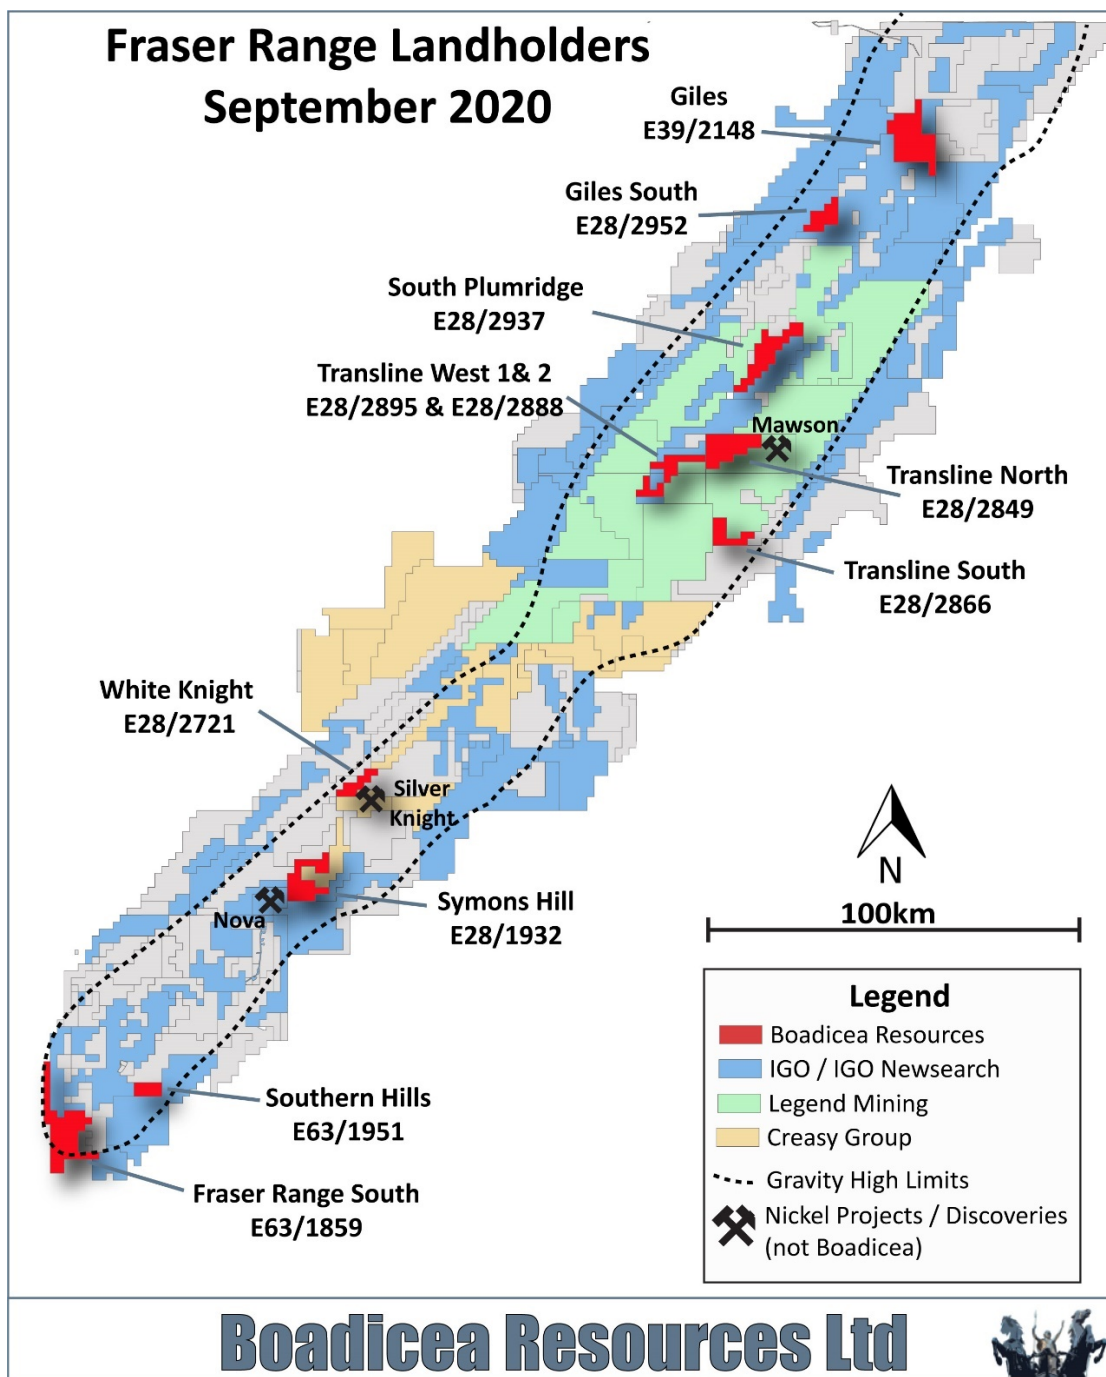 Fraser Range Landholders
September 2020
Giles
E39/2148
Giles South
E28/2952
South Plumridge
E28/2937
Transline West 1& 2
E28/2895 & E28/2888
Mawson
Transline North
E28/2849
Transline South
E28/2866
White Knight
E28/2721
Silver
Knight
Symons Hill
E28/1932
Nova
N
100km
Southern Hills
E63/1951
Fraser Range South
E63/1859
Legend
Boadicea Resources
IGO / IGO Newsearch
Legend Mining
Creasy Group
Gravity High Limits
Nickel Projects / Discoveries
(not Boadicea)
Boadicea Resources Ltd